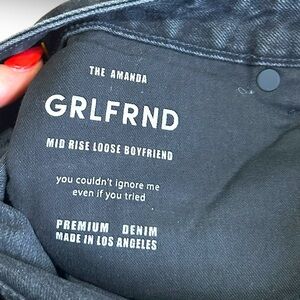 THE AMANDA
GRLFRND
MID RISE LOOSE BOYFRIEND
you couldn't ignore me
even if you tried
PREMIUM DENIM
MADE IN LOS ANGELES